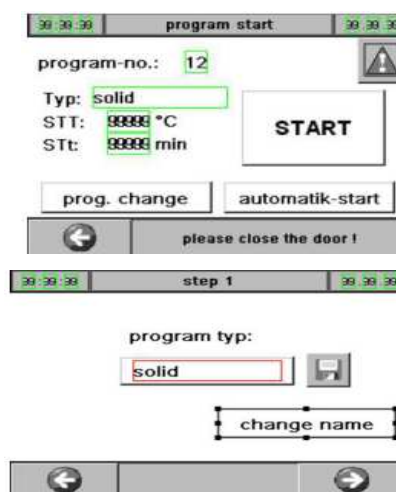 39:39:39 program start 39.39.39
program-no.: 12
Typ: solid
STT: 99999 °C
STt: 99999 min
START
prog. change automatik-start
please close the door !
39:39:39 step 1 39.39.39
program typ:
solid
change name